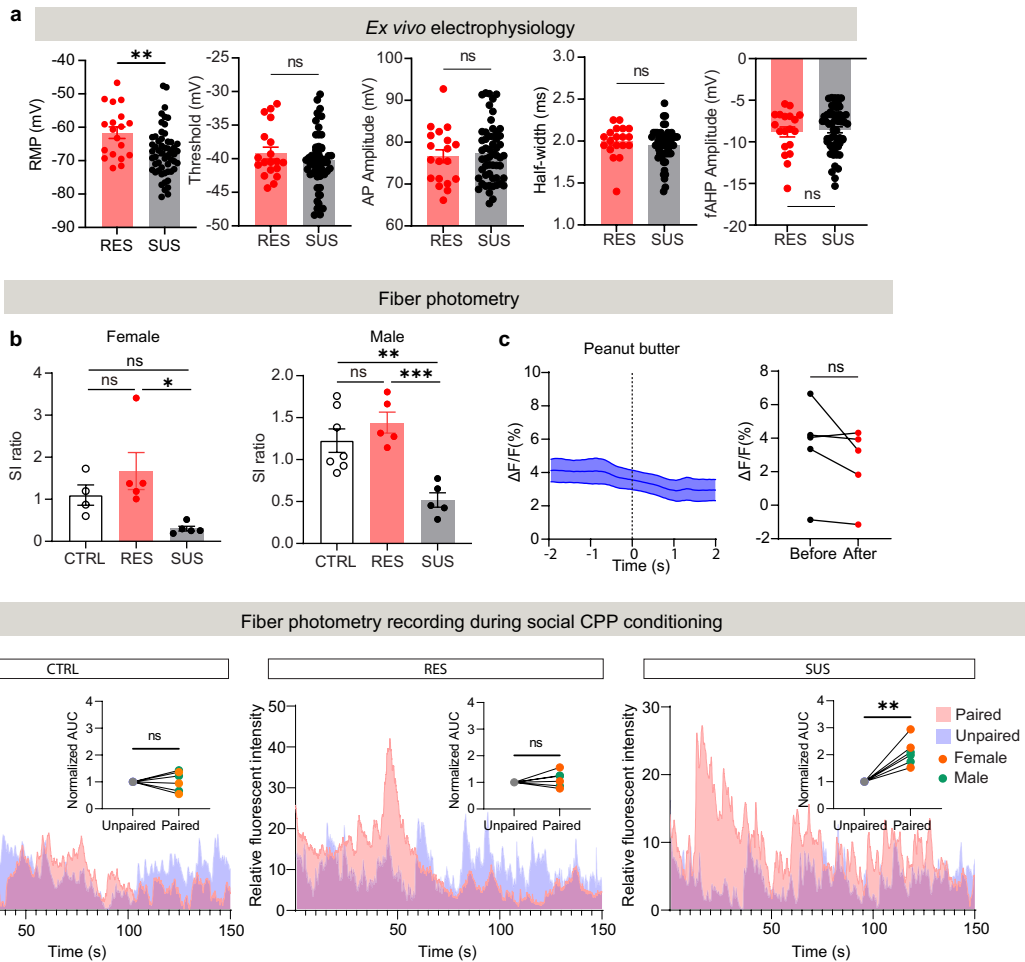 a
Ex vivo electrophysiology
RMP (mV)
-40
-50
-60
-70
-80
-90
**
RES
SUS
Threshold (mV)
-30
-35
-40
-45
-50
ns
RES
SUS
AP Amplitude (mV)
100
90
80
70
60
ns
RES
SUS
Half-width (ms)
3.0
2.5
2.0
1.5
1.0
ns
RES
SUS
fAHP Amplitude (mV)
0
-5
-10
-15
-20
ns
RES
SUS
Fiber photometry
b
Female
SI ratio
4
3
2
1
0
ns
ns
*
CTRL
RES
SUS
Male
SI ratio
2.0
1.5
1.0
0.5
0.0
**
ns
***
CTRL
RES
SUS
c
Peanut butter
ΔF/F(%)
10
8
6
4
2
0
-2
-1
0
1
2
Time (s)
ΔF/F(%)
8
6
4
2
0
-2
ns
Before
After
Fiber photometry recording during social CPP conditioning
CTRL
Normalized AUC
4
3
2
1
0
ns
Unpaired
Paired
50
100
150
Time (s)
RES
Relative fluorescent intensity
50
40
30
20
10
0
Normalized AUC
4
3
2
1
0
ns
Unpaired
Paired
50
100
150
Time (s)
SUS
Relative fluorescent intensity
30
20
10
0
Normalized AUC
4
3
2
1
0
**
Unpaired
Paired
50
100
150
Time (s)
Paired
Unpaired
Female
Male